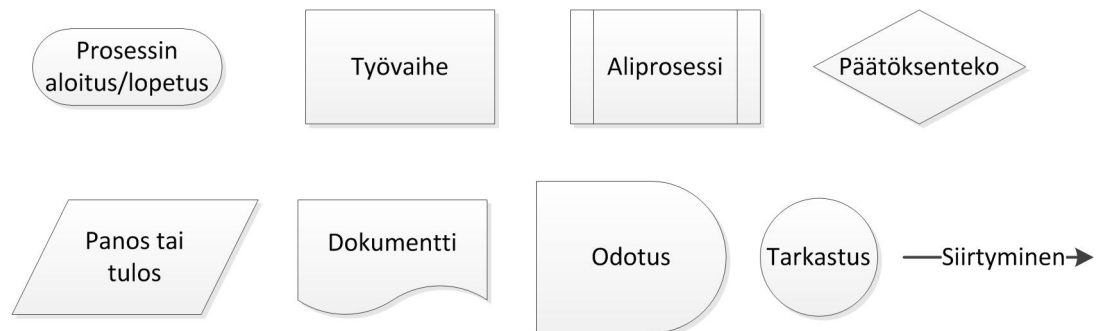 Prosessin
aloitus/lopetus
Työvaihe
Aliprosessi
Päätöksenteko
Panos tai
tulos
Dokumentti
Odotus
Tarkastus
Siirtyminen